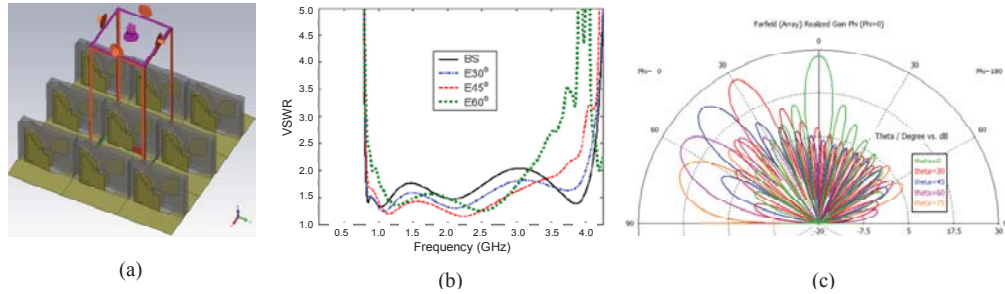 (a)
5.0
4.5
4.0
3.5
3.0
2.5
2.0
1.5
1.0
VSWR
BS
E30°
E45°
E60°
0.5 1.0 1.5 2.0 2.5 3.0 3.5 4.0
Frequency (GHz)
(b)
Farfield (Array) Realized Gain Phi (Phi=0)
Phi= 0
Phi=180
0
30
30
60
60
90
Theta / Degree vs. dB
theta=0
theta=30
theta=45
theta=60
theta=75
-20 -7.5 5 17.5 30
(c)